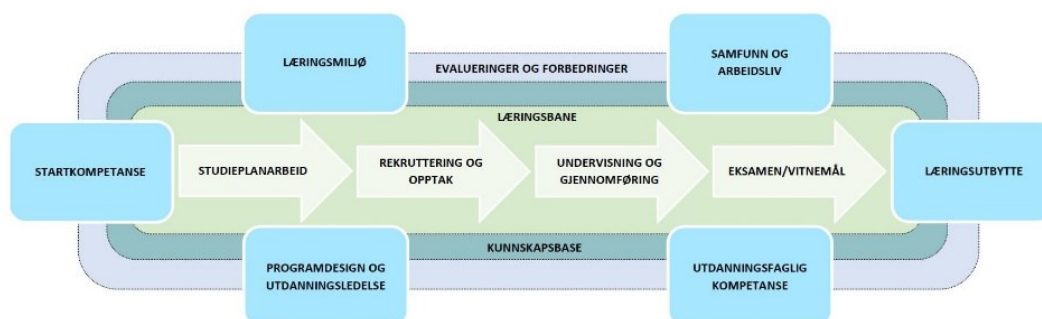 LÆRINGSMILJØ
EVALUERINGER OG FORBEDRINGER
SAMFUNN OG
ARBEIDSLIV
LÆRINGSBANE
STARTKOMPETANSE
STUDIEPLANARBEID
REKRUTTERING OG
OPPTAK
UNDERVISNING OG
GJENNOMFØRING
EKSAMEN/VITNEMÅL
LÆRINGSUTBYTTE
KUNNSKAPSBASE
PROGRAMDESIGN OG
UTDANNINGSLEDELSE
UTDANNINGSFAGLIG
KOMPETANSE